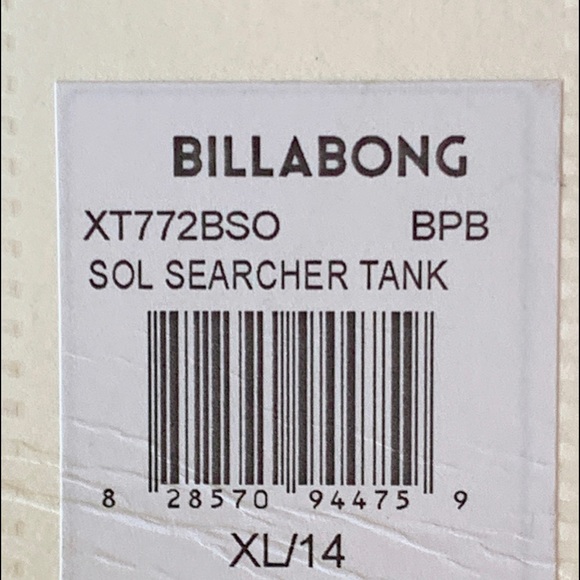 BILLABONG
XT772BSO BPB
SOL SEARCHER TANK
8 28570 94475 9
XL/14